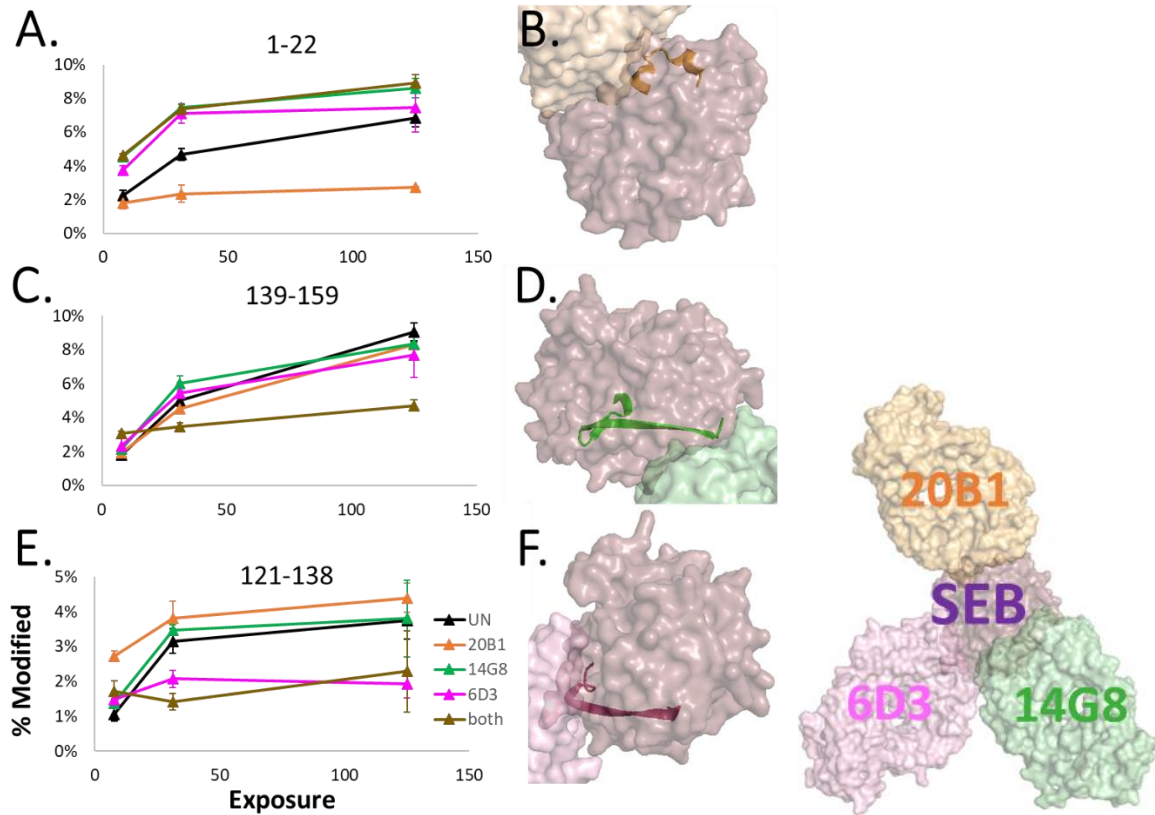 A.
1-22
10%
8%
6%
4%
2%
0%
0 50 100 150
B.
C.
139-159
10%
8%
6%
4%
2%
0%
0 50 100 150
D.
E.
121-138
5%
4%
3%
2%
1%
0%
0 50 100 150
% Modified
Exposure
UN
20B1
14G8
6D3
both
F.
20B1
SEB
6D3
14G8